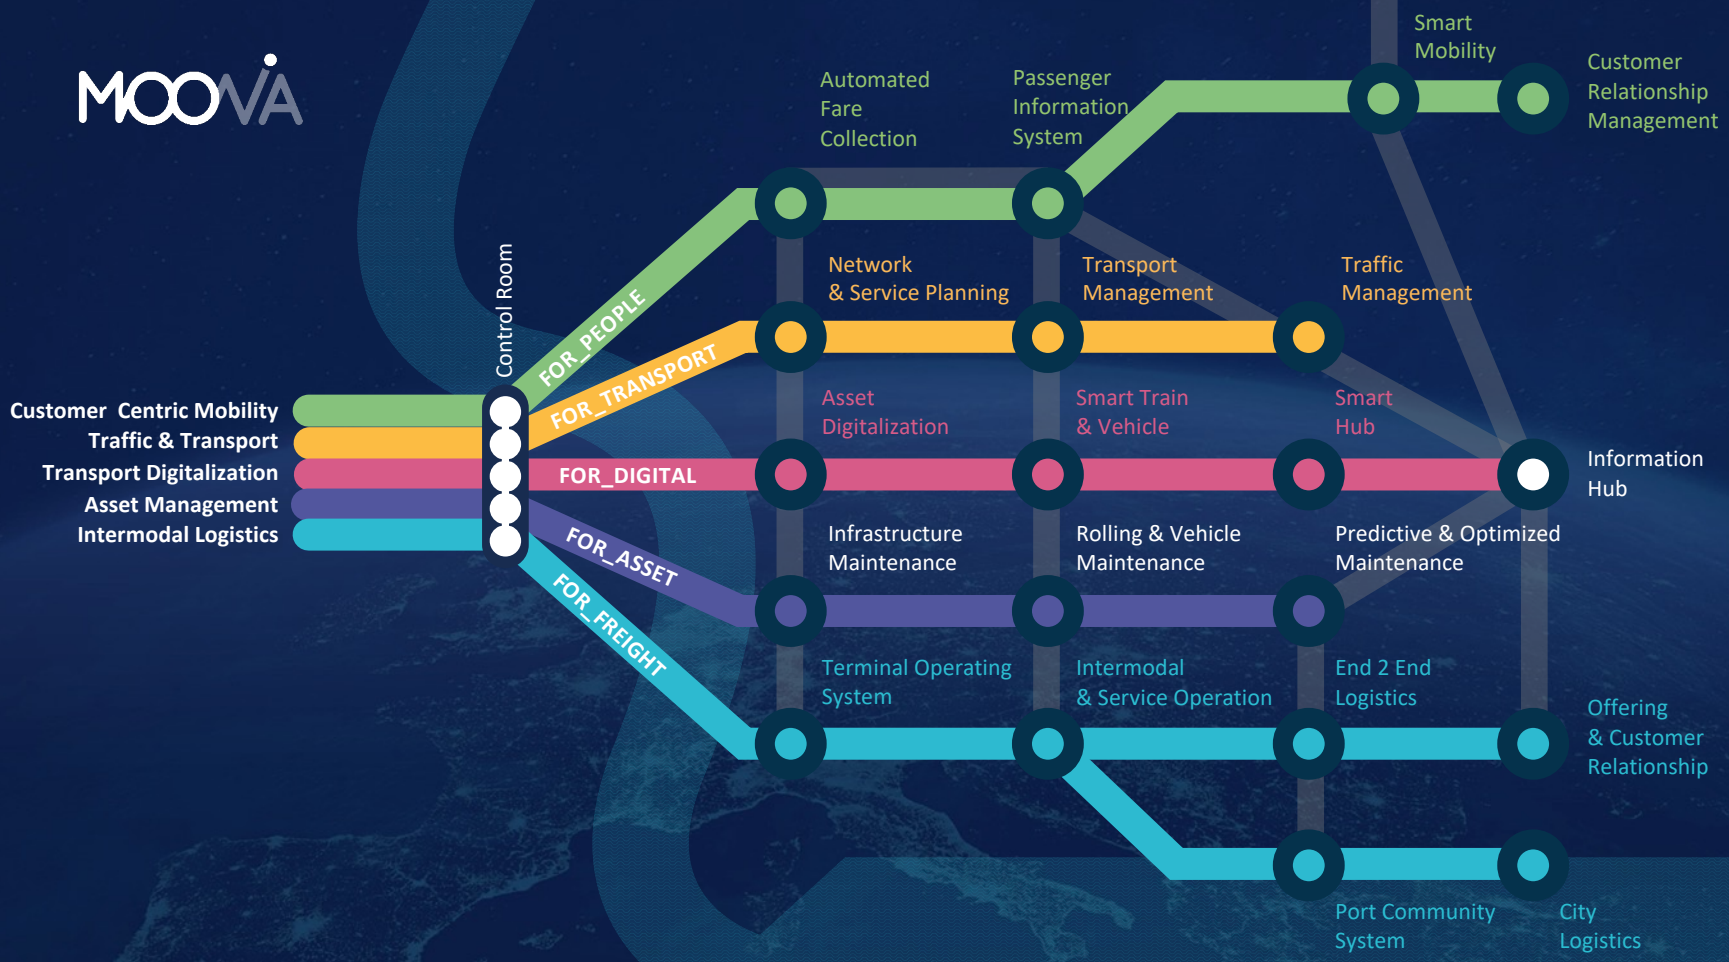 MOOVA
Smart
Mobility
Customer
Relationship
Management
Automated
Fare
Collection
Passenger
Information
System
Control Room
FOR_PEOPLE
Network
& Service Planning
Transport
Management
Traffic
Management
FOR_TRANSPORT
Customer  Centric Mobility
Traffic & Transport
Transport Digitalization
Asset Management
Intermodal Logistics
Asset
Digitalization
Smart Train
& Vehicle
Smart
Hub
FOR_DIGITAL
Information
Hub
FOR_ASSET
Infrastructure
Maintenance
Rolling & Vehicle
Maintenance
Predictive & Optimized
Maintenance
FOR_FREIGHT
Terminal Operating
System
Intermodal
& Service Operation
End 2 End
Logistics
Offering
& Customer
Relationship
Port Community
System
City
Logistics